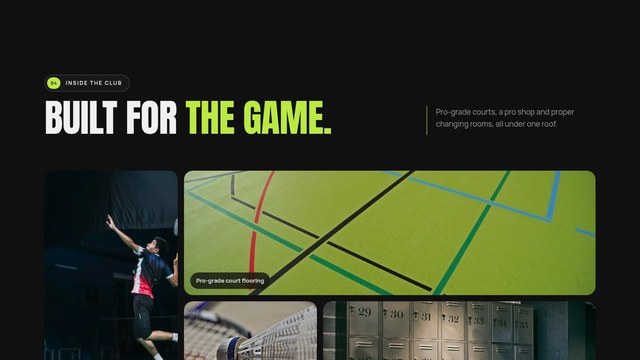 04 INSIDE THE CLUB
BUILT FOR THE GAME.
Pro-grade courts, a pro shop and proper
changing rooms, all under one roof.
Pro-grade court flooring
29 30 31